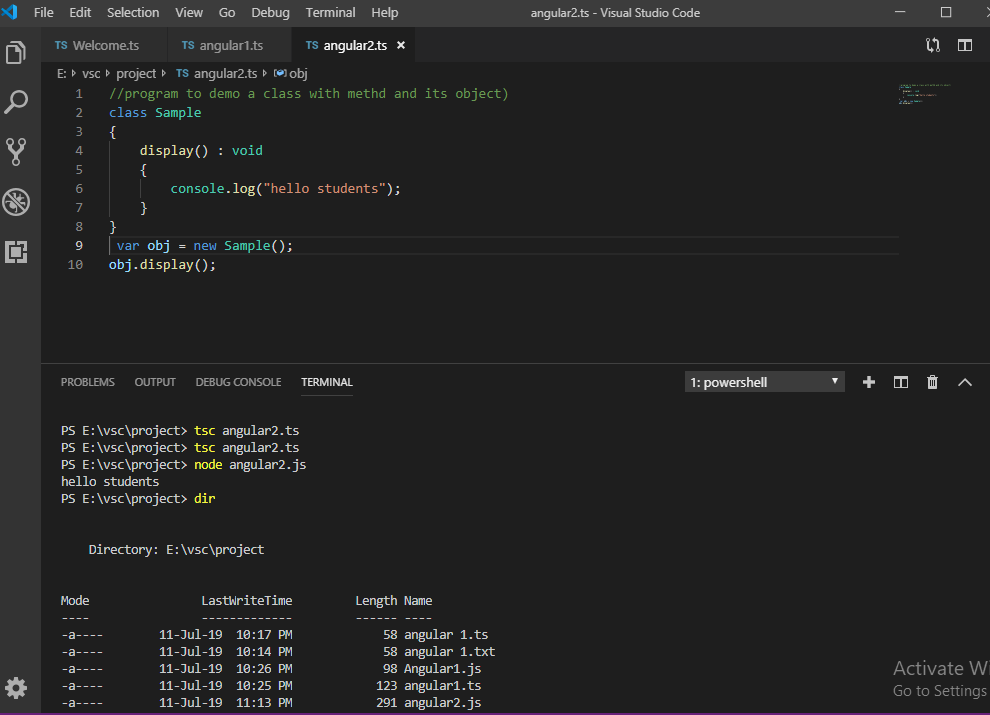 File Edit Selection View Go Debug Terminal Help angular2.ts - Visual Studio Code
TS Welcome.ts TS angular1.ts TS angular2.ts ×
E: vsc project TS angular2.ts obj
1 //program to demo a class with methd and its object)
2 class Sample
3 {
4 display() : void
5 {
6 console.log("hello students");
7 }
8 }
9 var obj = new Sample();
10 obj.display();
PROBLEMS OUTPUT DEBUG CONSOLE TERMINAL 1: powershell
PS E:\vsc\project> tsc angular2.ts
PS E:\vsc\project> tsc angular2.ts
PS E:\vsc\project> node angular2.js
hello students
PS E:\vsc\project> dir
Directory: E:\vsc\project
Mode LastWriteTime Length Name
---- ------------- ------ ----
-a---- 11-Jul-19 10:17 PM 58 angular 1.ts
-a---- 11-Jul-19 10:14 PM 58 angular 1.txt
-a---- 11-Jul-19 10:26 PM 98 Angular1.js
-a---- 11-Jul-19 10:25 PM 123 angular1.ts
-a---- 11-Jul-19 11:13 PM 291 angular2.js
Activate Wi
Go to Settings